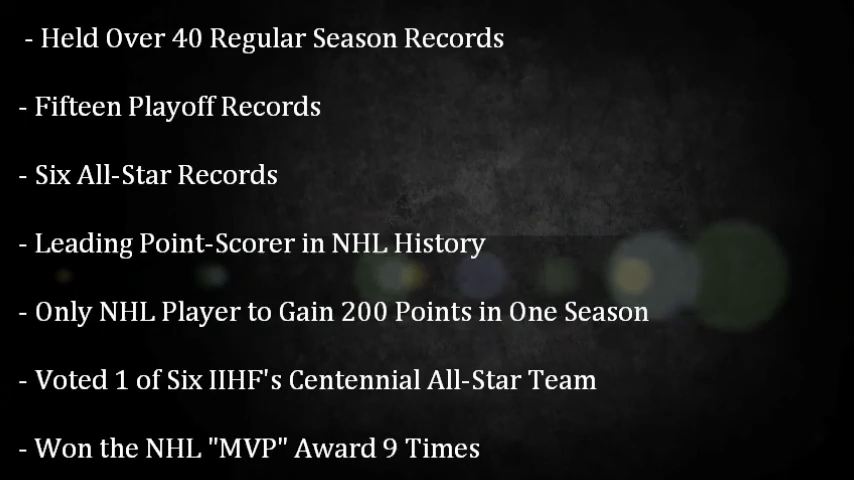 - Held Over 40 Regular Season Records
- Fifteen Playoff Records
- Six All-Star Records
- Leading Point-Scorer in NHL History
- Only NHL Player to Gain 200 Points in One Season
- Voted 1 of Six IIHF's Centennial All-Star Team
- Won the NHL "MVP" Award 9 Times